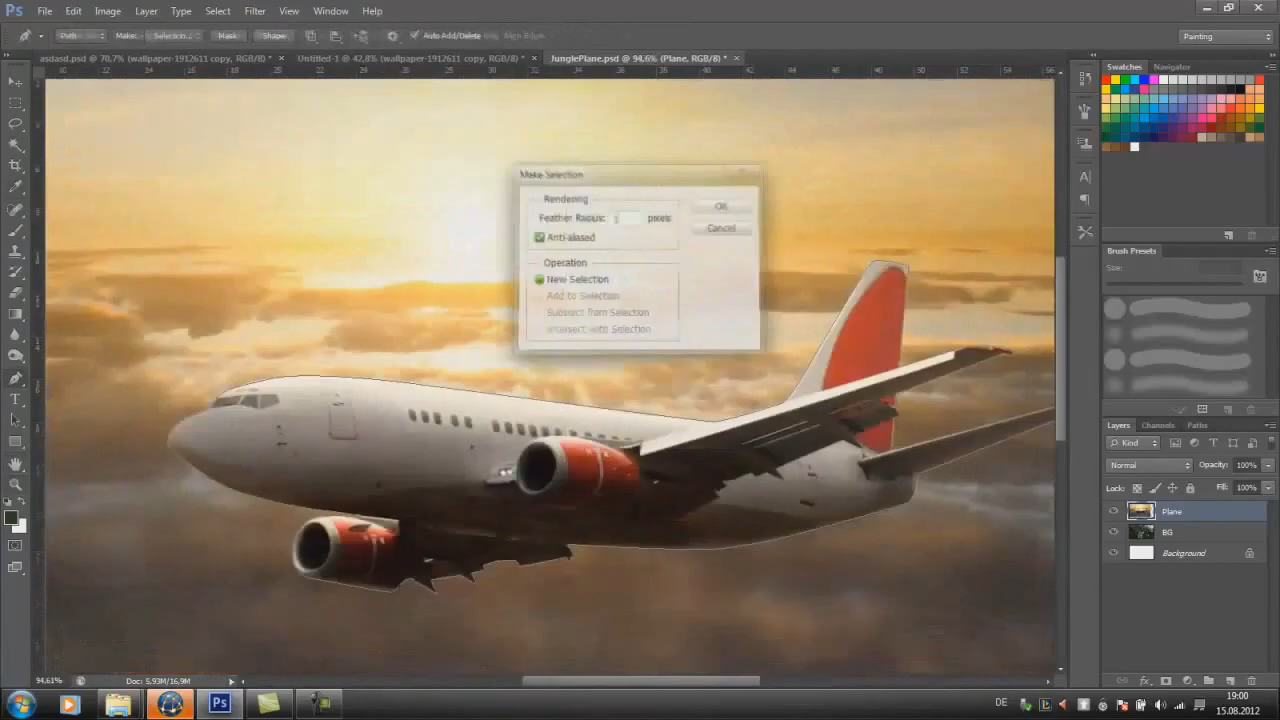 Ps File Edit Image Layer Type Select Filter View Window Help
Path Make: Selection... Mask Shape Auto Add/Delete Align Edges Painting
asdasd.psd @ 70,7% (wallpaper-1912611 copy, RGB/8) * × Untitled-1 @ 42,8% (wallpaper-1912611 copy, RGB/8) * × JunglePlane.psd @ 94,6% (Plane, RGB/8) * ×
Swatches Navigator
Make Selection
Rendering
Feather Radius: pixels
Anti-aliased
OK
Cancel
Operation
New Selection
Add to Selection
Subtract from Selection
Intersect with Selection
Brush Presets
Size:
Layers Channels Paths
Kind
Normal Opacity: 100%
Lock: Fill: 100%
Plane
BG
Background
94,61% Doc: 5,93M/16,9M
Ps DE 19:00
15.08.2012